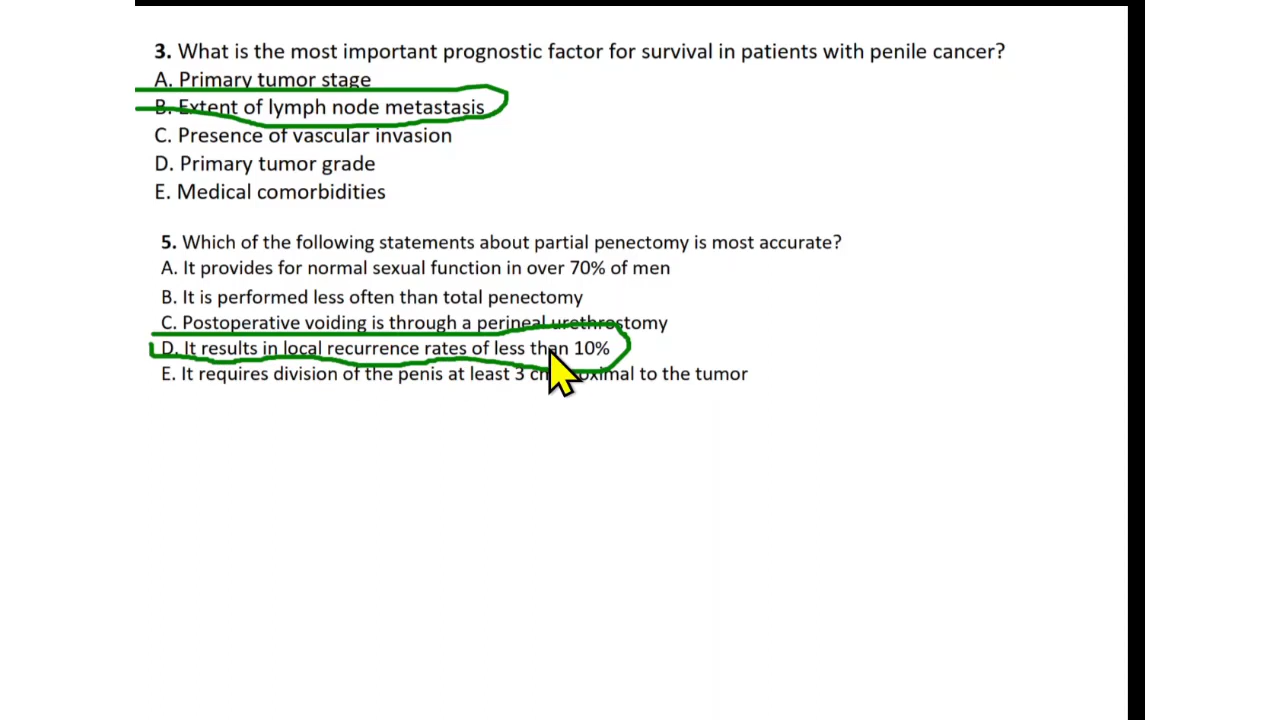 3. What is the most important prognostic factor for survival in patients with penile cancer?
A. Primary tumor stage
B. Extent of lymph node metastasis
C. Presence of vascular invasion
D. Primary tumor grade
E. Medical comorbidities
5. Which of the following statements about partial penectomy is most accurate?
A. It provides for normal sexual function in over 70% of men
B. It is performed less often than total penectomy
C. Postoperative voiding is through a perineal urethrostomy
D. It results in local recurrence rates of less than 10%
E. It requires division of the penis at least 3 cm proximal to the tumor